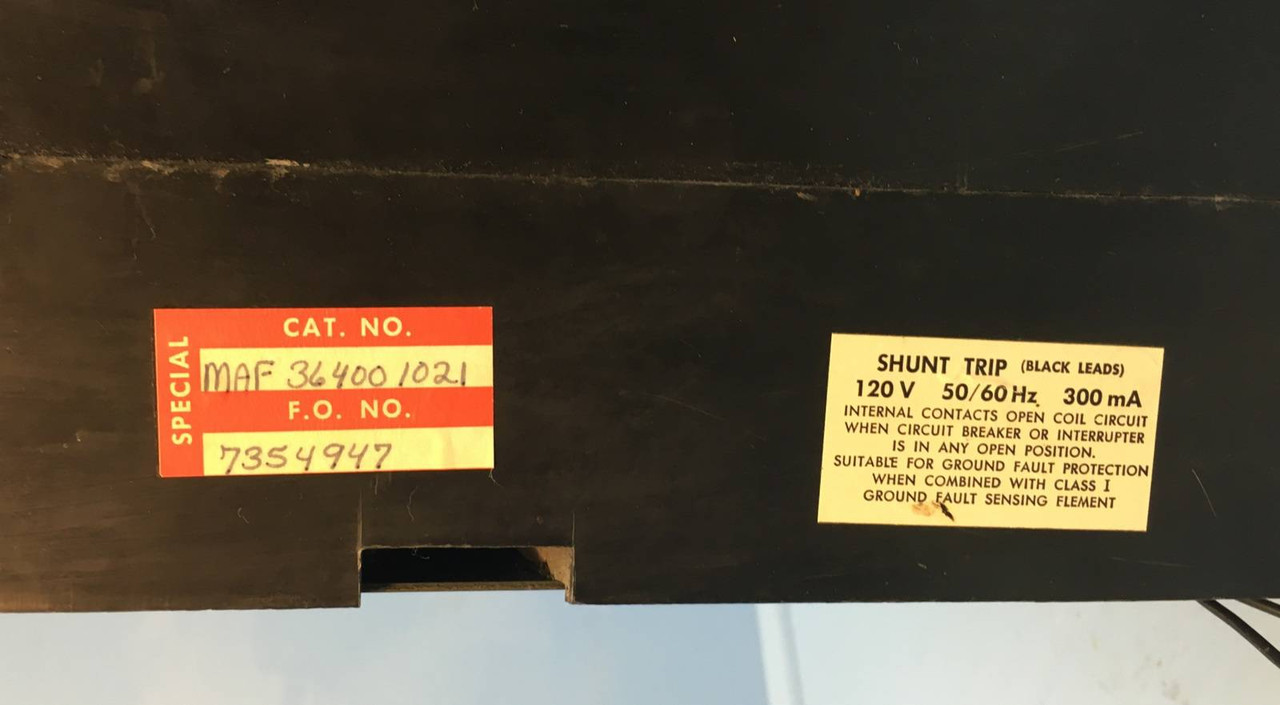 SPECIAL
CAT. NO.
MAF 36400 1021
F.O. NO.
7354947
SHUNT TRIP (BLACK LEADS)
120 V 50/60 Hz. 300 mA
INTERNAL CONTACTS OPEN COIL CIRCUIT
WHEN CIRCUIT BREAKER OR INTERRUPTER
IS IN ANY OPEN POSITION.
SUITABLE FOR GROUND FAULT PROTECTION
WHEN COMBINED WITH CLASS I
GROUND FAULT SENSING ELEMENT